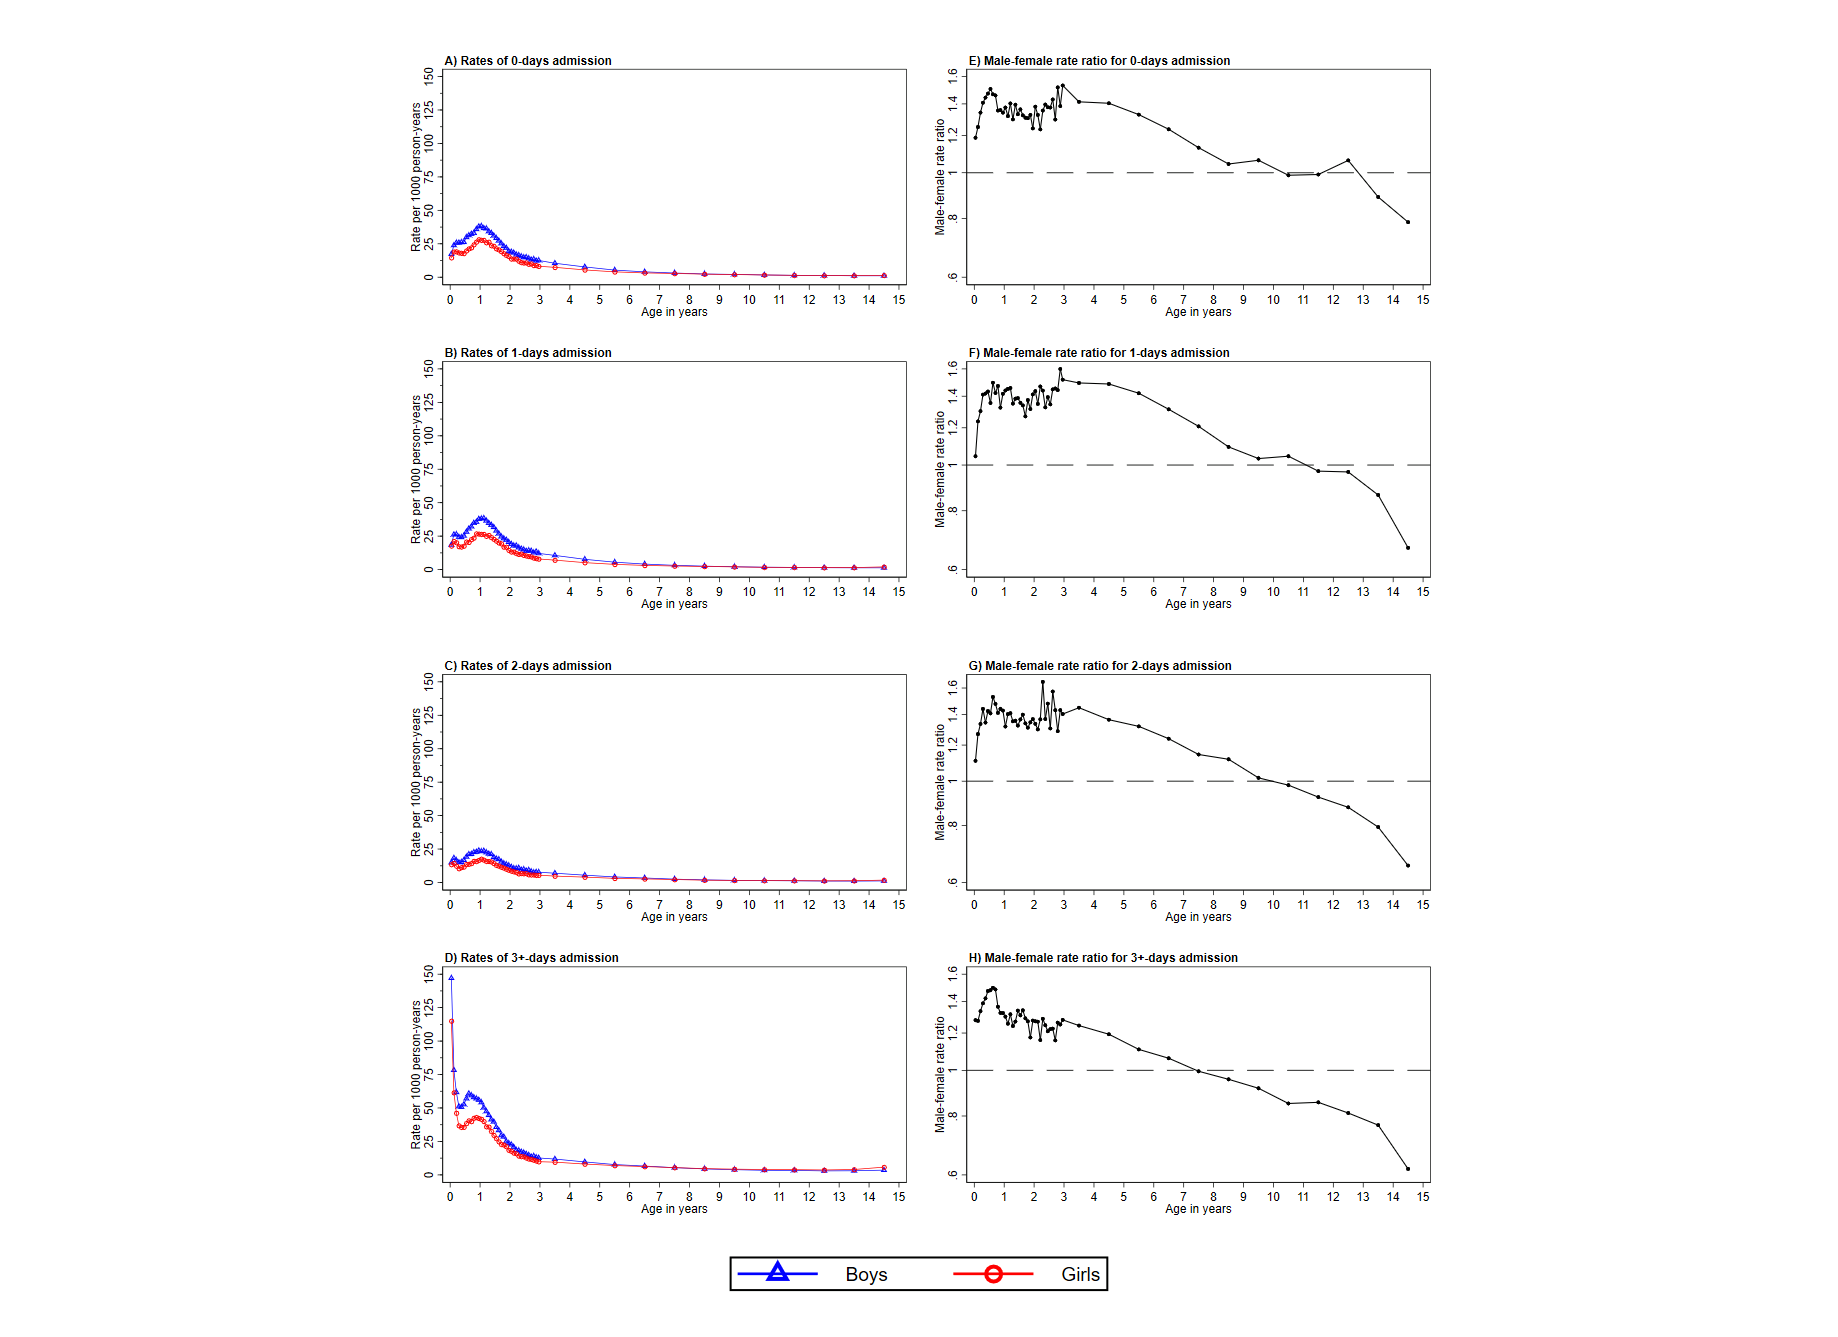 A) Rates of 0-days admission
Rate per 1000 person-years
0 25 50 75 100 125 150
0 1 2 3 4 5 6 7 8 9 10 11 12 13 14 15
Age in years
E) Male-female rate ratio for 0-days admission
Male-female rate ratio
.6 .8 1 1.2 1.4 1.6
0 1 2 3 4 5 6 7 8 9 10 11 12 13 14 15
Age in years
B) Rates of 1-days admission
Rate per 1000 person-years
0 25 50 75 100 125 150
0 1 2 3 4 5 6 7 8 9 10 11 12 13 14 15
Age in years
F) Male-female rate ratio for 1-days admission
Male-female rate ratio
.6 .8 1 1.2 1.4 1.6
0 1 2 3 4 5 6 7 8 9 10 11 12 13 14 15
Age in years
C) Rates of 2-days admission
Rate per 1000 person-years
0 25 50 75 100 125 150
0 1 2 3 4 5 6 7 8 9 10 11 12 13 14 15
Age in years
G) Male-female rate ratio for 2-days admission
Male-female rate ratio
.6 .8 1 1.2 1.4 1.6
0 1 2 3 4 5 6 7 8 9 10 11 12 13 14 15
Age in years
D) Rates of 3+-days admission
Rate per 1000 person-years
0 25 50 75 100 125 150
0 1 2 3 4 5 6 7 8 9 10 11 12 13 14 15
Age in years
H) Male-female rate ratio for 3+-days admission
Male-female rate ratio
.6 .8 1 1.2 1.4 1.6
0 1 2 3 4 5 6 7 8 9 10 11 12 13 14 15
Age in years
Boys Girls